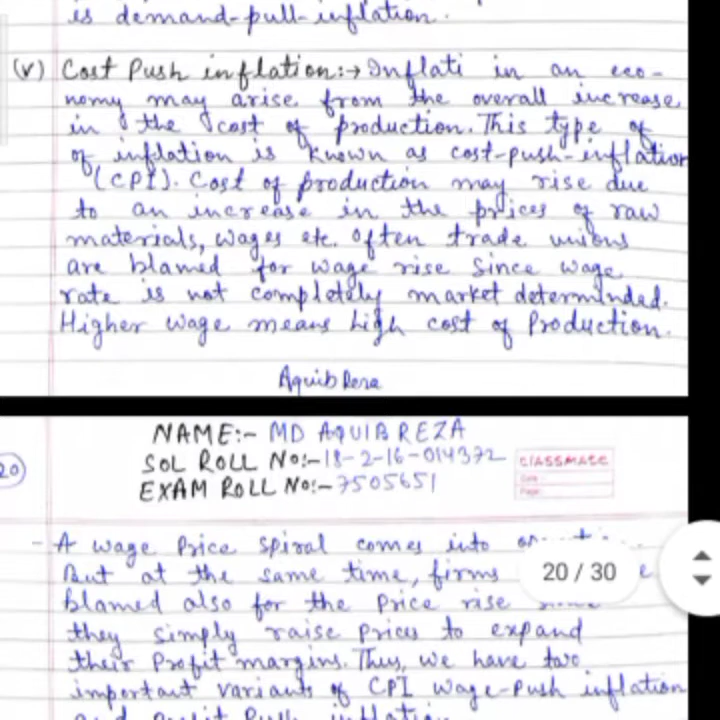 is demand-pull-inflation.
(v) Cost Push inflation:→ Inflati in an eco-
nomy may arise from the overall increase
in the cost of production. This type of
of inflation is known as cost-push-inflation
(CPI). Cost of production may rise due
to an increase in the prices of raw
materials, wages etc. Often trade unions
are blamed for wage rise since wage
rate is not completely market determinded.
Higher wage means high cost of Production.
Aquib Reza
NAME:- MD AQUIB REZA
SOL ROLL NO:- 18-2-16-014372
EXAM ROLL NO:- 7505651
CLASSMATE
Date
Page
20
- A wage Price spiral comes into
But at the same time, firms
20 / 30
blamed also for the Price rise
they simply raise Prices to expand
their Profit margins. Thus, we have two
important variants of CPI wage-Push inflation